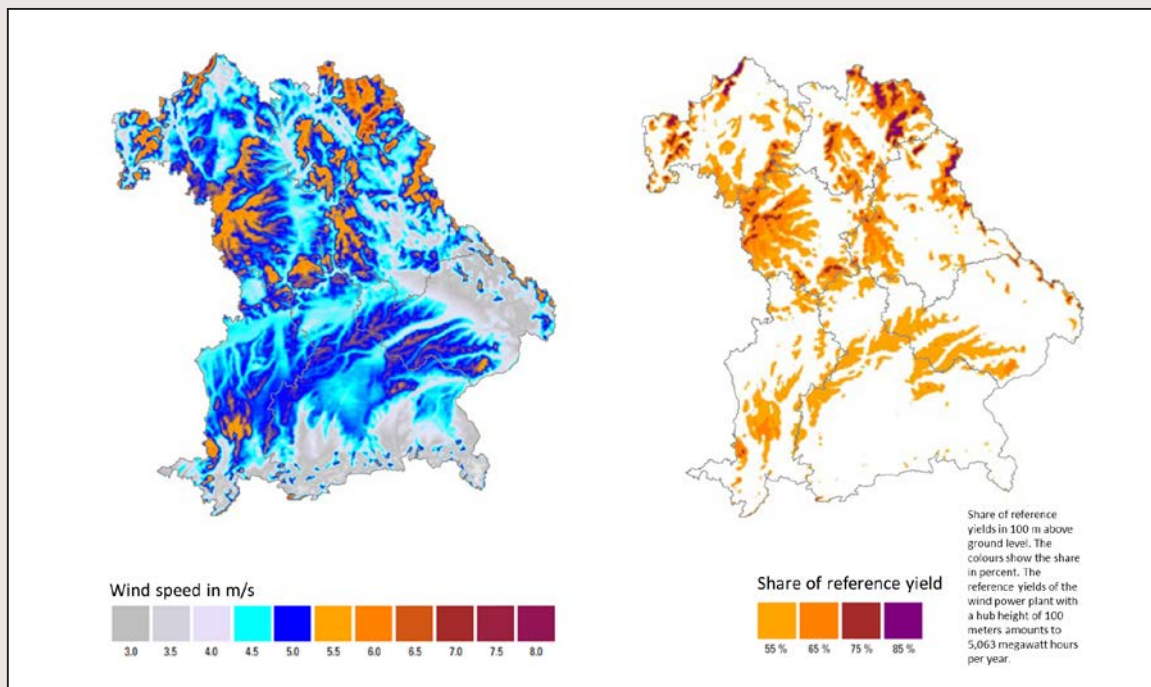 Wind speed in m/s
3.0 3.5 4.0 4.5 5.0 5.5 6.0 6.5 7.0 7.5 8.0
Share of reference yield
55 % 65 % 75 % 85 %
Share of reference
yields in 100 m above
ground level. The
colours show the share
in percent. The
reference yields of the
wind power plant with
a hub height of 100
meters amounts to
5,063 megawatt hours
per year.